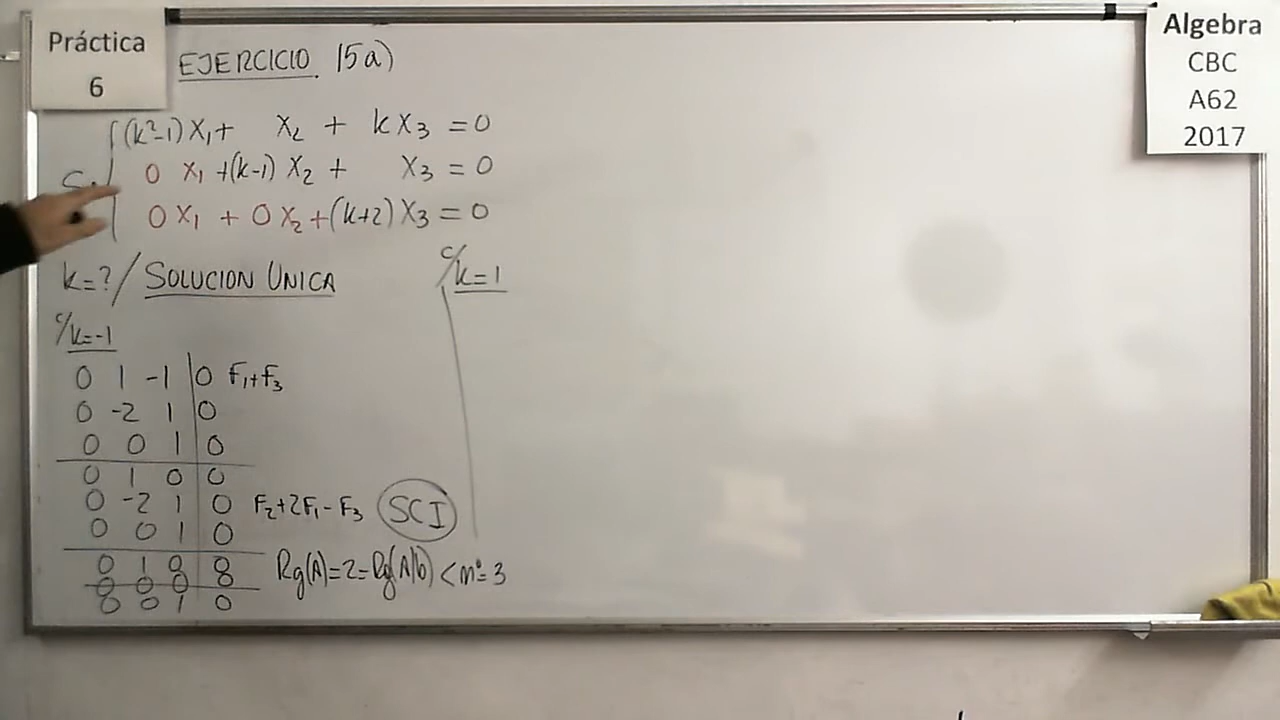 Práctica
6
EJERCICIO 15a)
(k²-1)X₁+ X₂ + kX₃ =0
0 X₁ +(k-1) X₂ + X₃ =0
0 X₁ + 0 X₂ +(k+2) X₃ =0
k=? / SOLUCION UNICA
c/k=-1
0 1 -1 | 0 F₁+F₃
0 -2 1 | 0
0 0 1 | 0
0 1 0 | 0
0 -2 1 | 0 F₂+2F₁-F₃ SCI
0 0 1 | 0
0 1 0 | 0 Rg(A)=2=Rg(A|b) < nº=3
0 0 0 | 0
0 0 1 | 0
c/k=1
Algebra
CBC
A62
2017